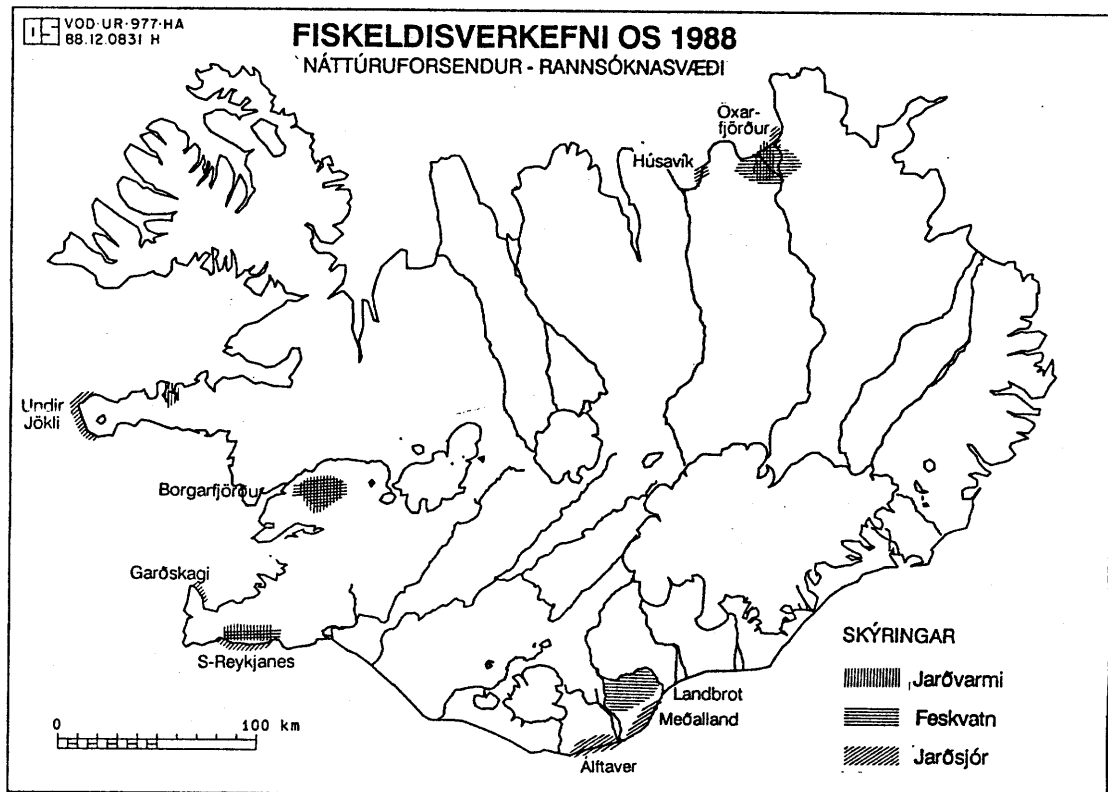 OS VOD-UR-977-HA
88.12.0831 H
FISKELDISVERKEFNI OS 1988
NÁTTÚRUFORSENDUR - RANNSÓKNASVÆÐI
Öxar-
fjörður
Húsavík
Undir
Jökli
Borgarfjörður
Garðskagi
S-Reykjanes
Landbrot
Meðalland
Álftaver
0 100 km
SKÝRINGAR
Jarðvarmi
Feskvatn
Jarðsjór